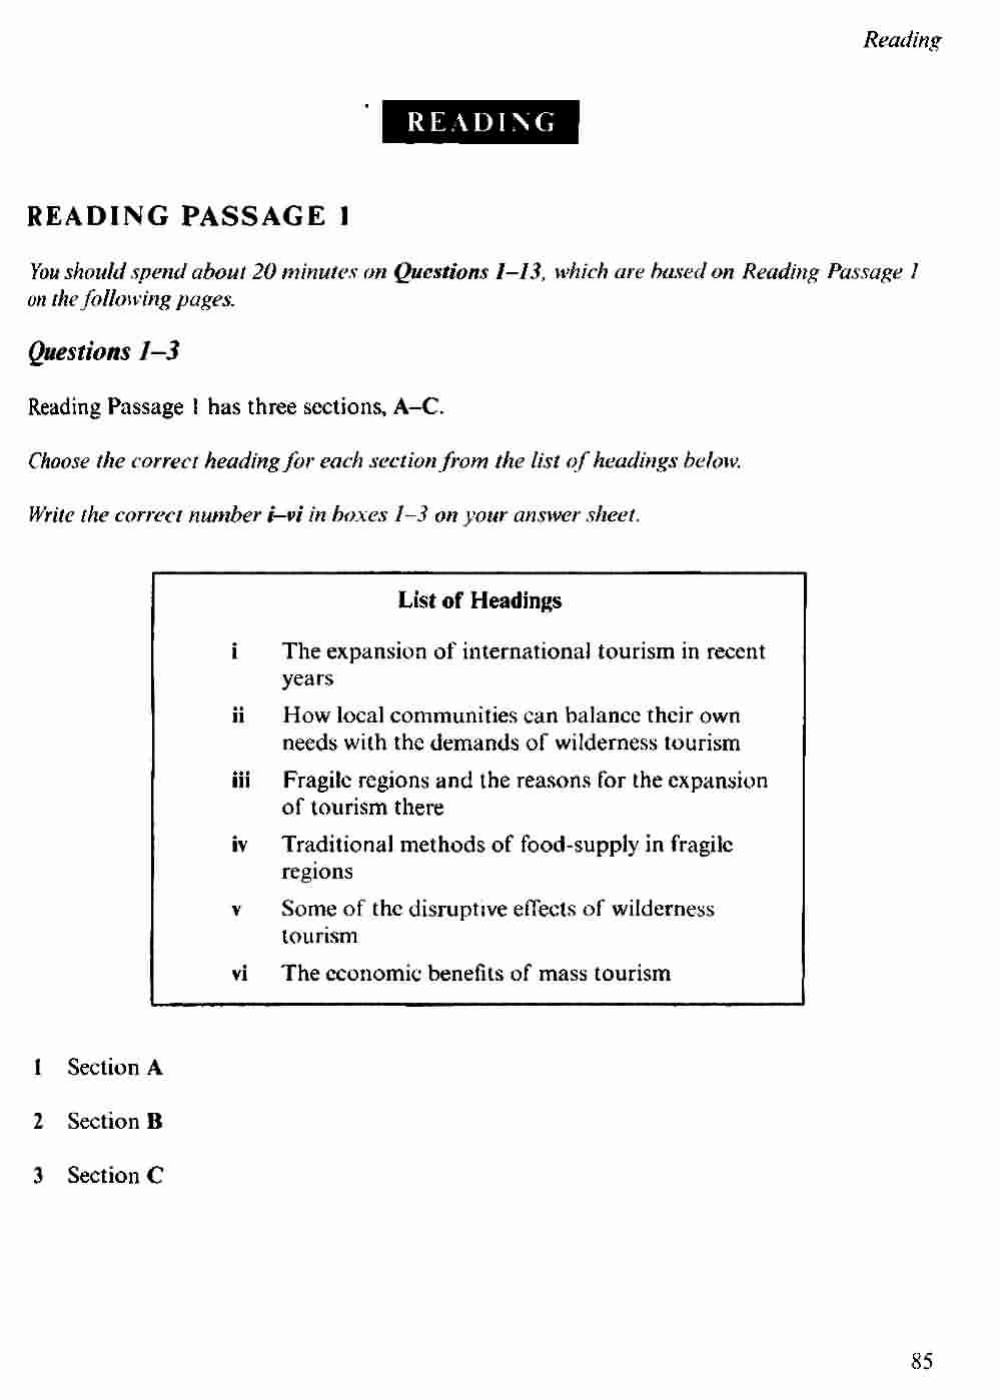 Reading
READING
READING PASSAGE 1
You should spend about 20 minutes on Questions 1–13, which are based on Reading Passage 1
on the following pages.
Questions 1–3
Reading Passage 1 has three sections, A–C.
Choose the correct heading for each section from the list of headings below.
Write the correct number i–vi in boxes 1–3 on your answer sheet.
List of Headings
i The expansion of international tourism in recent
years
ii How local communities can balance their own
needs with the demands of wilderness tourism
iii Fragile regions and the reasons for the expansion
of tourism there
iv Traditional methods of food-supply in fragile
regions
v Some of the disruptive effects of wilderness
tourism
vi The economic benefits of mass tourism
1 Section A
2 Section B
3 Section C
85